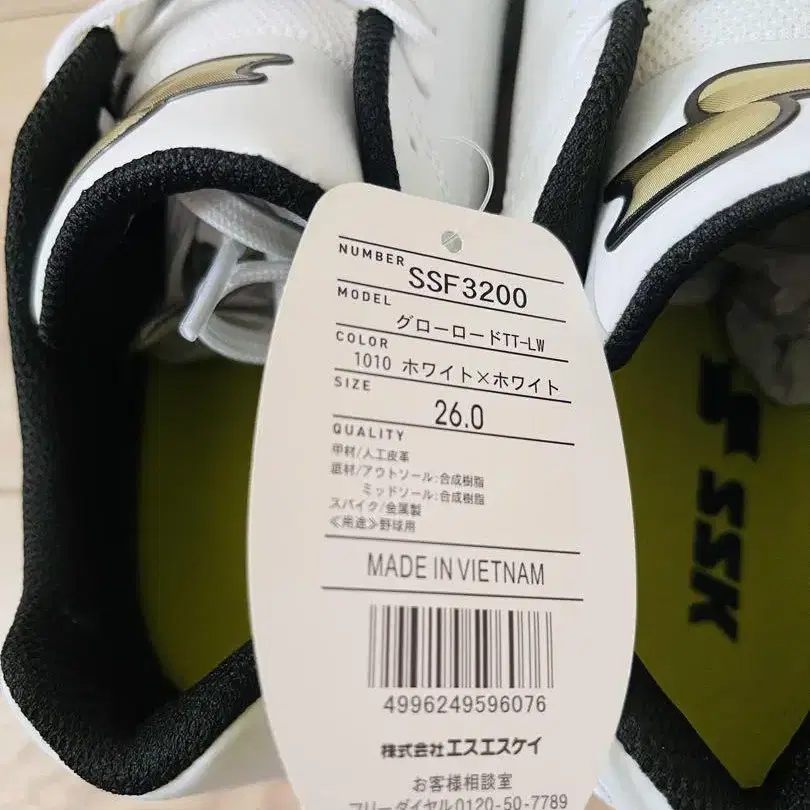 NUMBER SSF3200
MODEL
グローロードTT-LW
COLOR
1010 ホワイト×ホワイト
SIZE
26.0
QUALITY
甲材/人工皮革
底材/アウトソール:合成樹脂
ミッドソール:合成樹脂
スパイク/金属製
≪用途≫野球用
MADE IN VIETNAM
4996249596076
株式会社エスエスケイ
お客様相談室
フリーダイヤル0120-50-7789
SSK